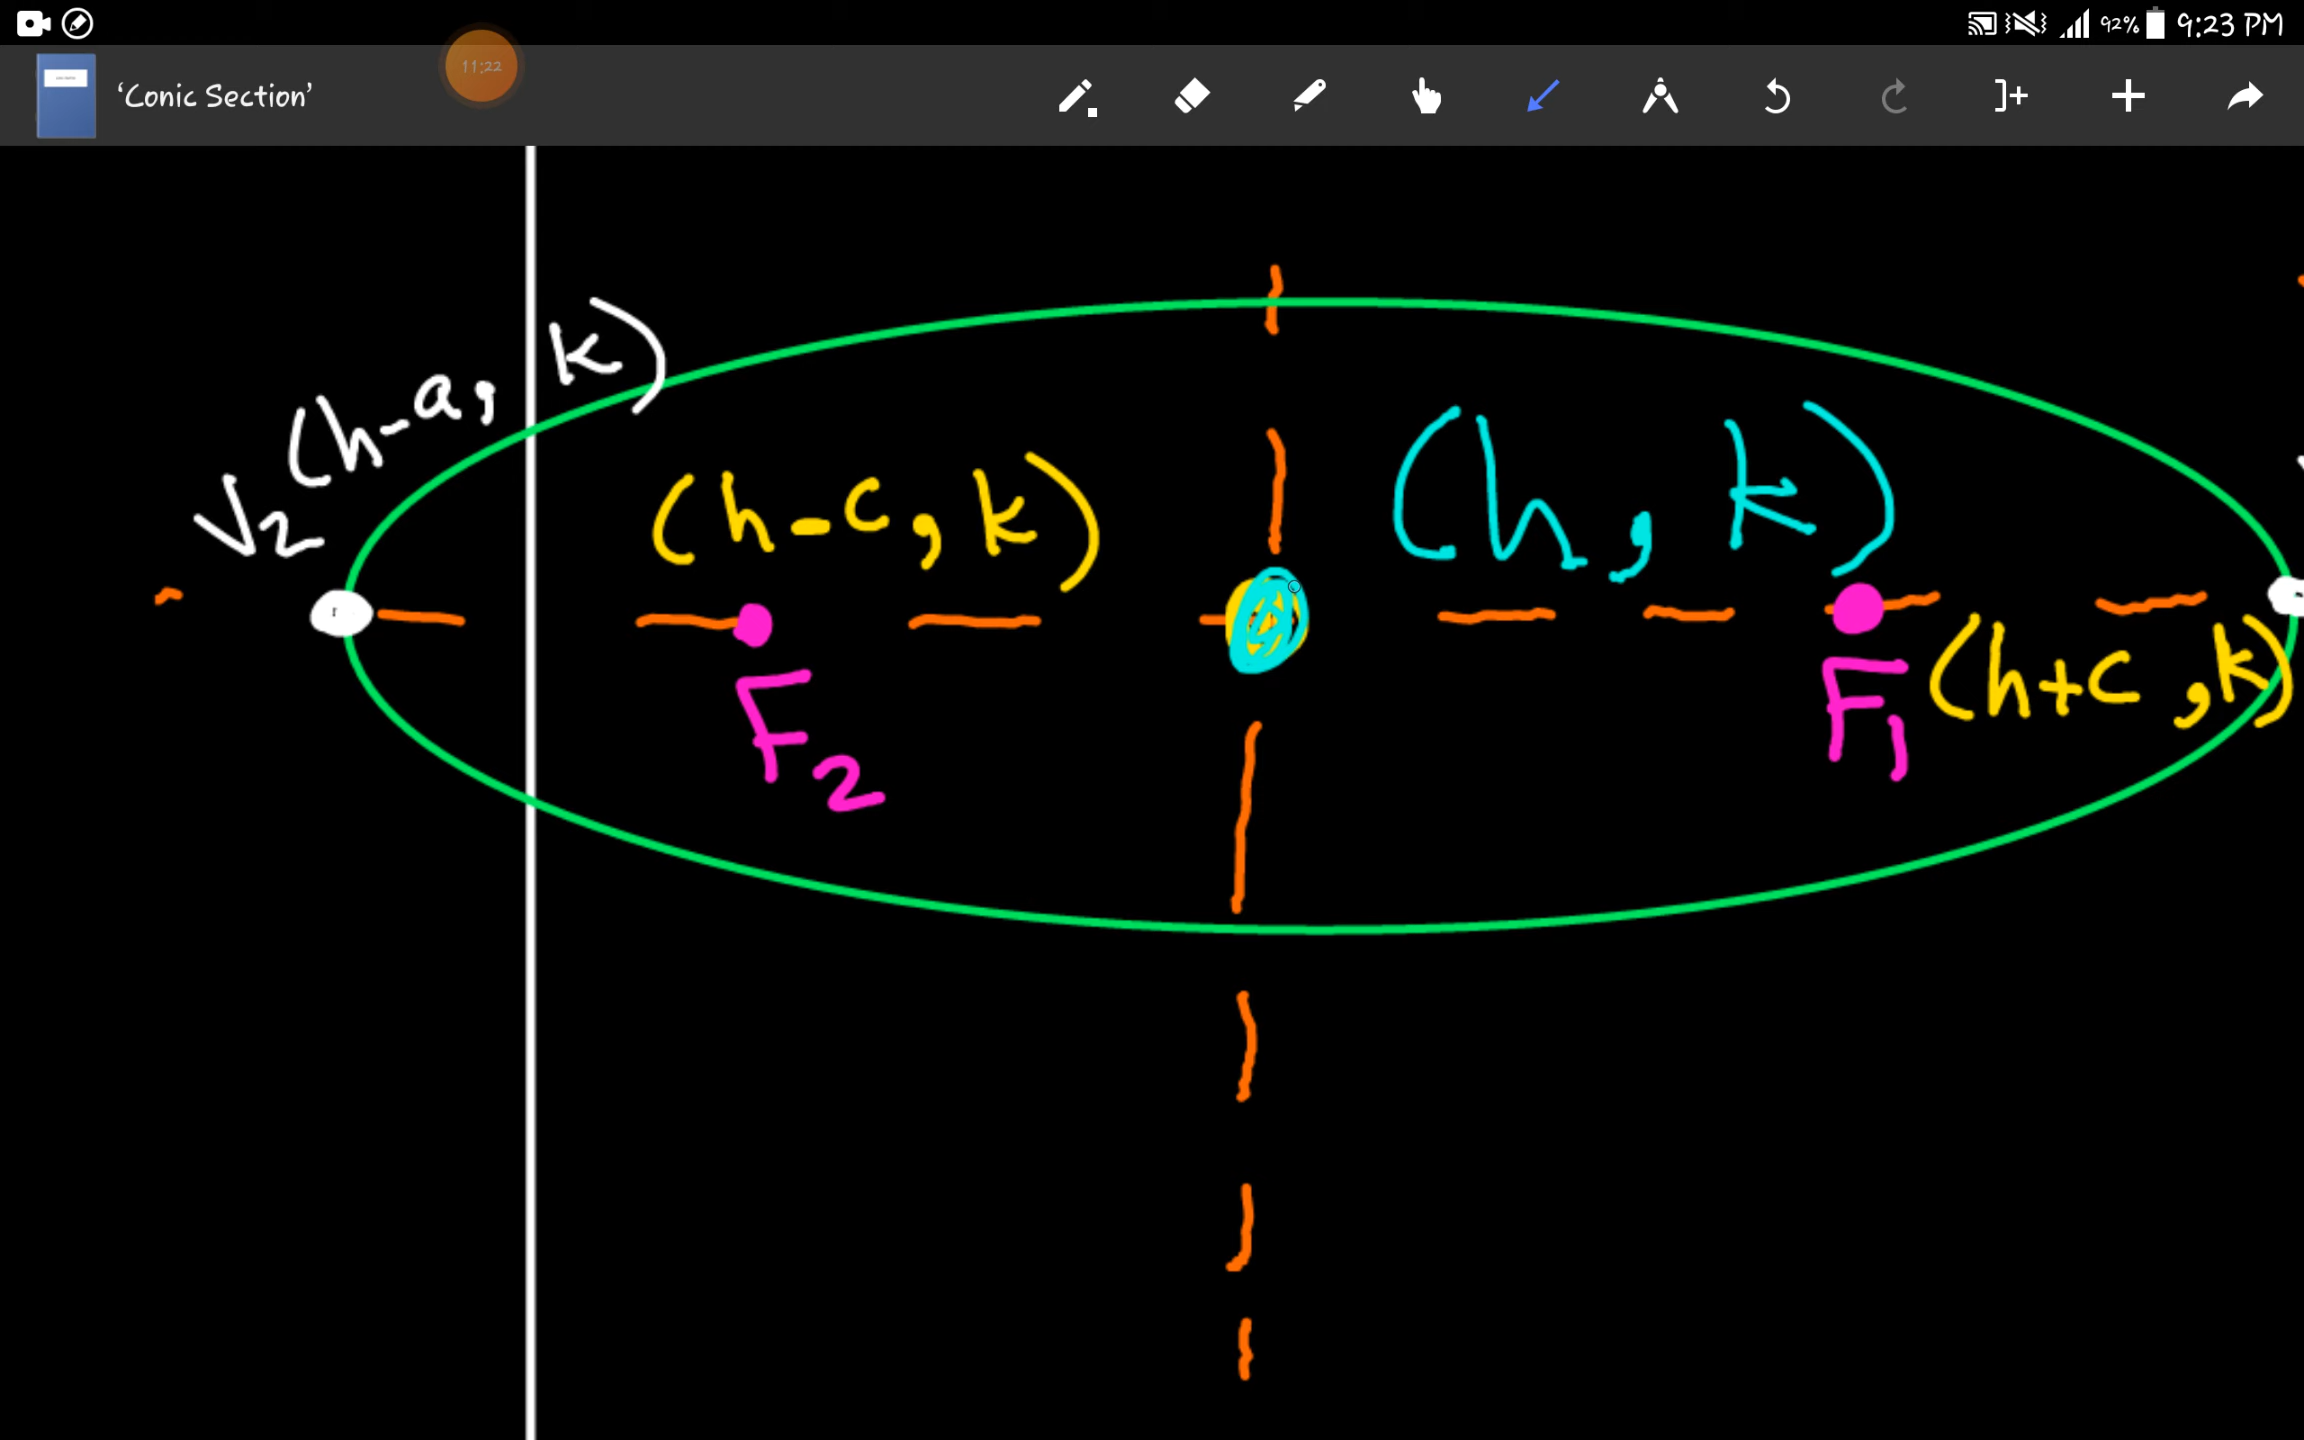 92% 9:23 PM
'Conic Section' 11:22 ]+
(h-a, k)
V2
(h-c, k)
(h, k)
F2
F1 (h+c, k)